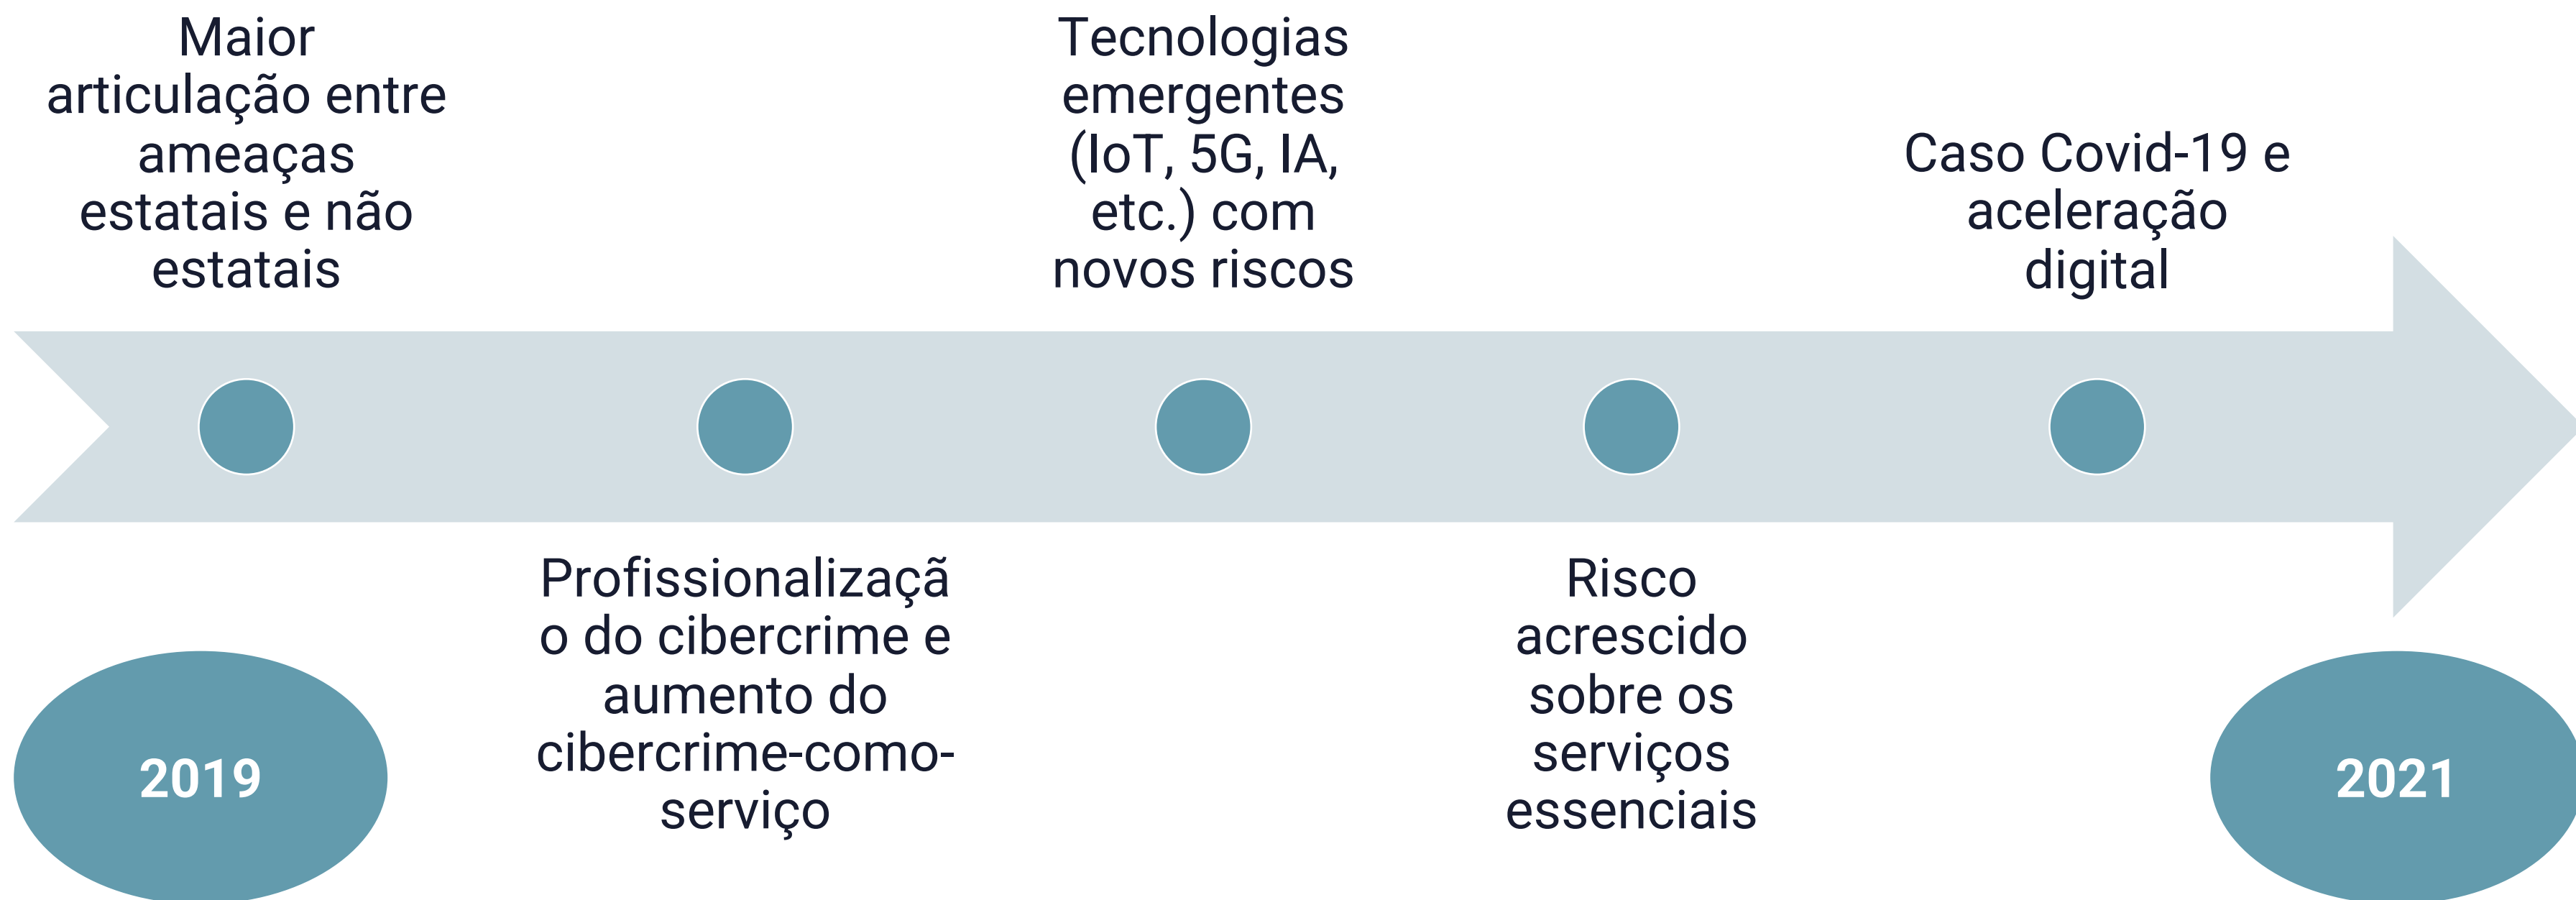 Maior
articulação entre
ameaças
estatais e não
estatais
Profissionalizaçã
o do cibercrime e
aumento do
cibercrime-como-
serviço
Tecnologias
emergentes
(IoT, 5G, IA,
etc.) com
novos riscos
Risco
acrescido
sobre os
serviços
essenciais
Caso Covid-19 e
aceleração
digital
2019
2021